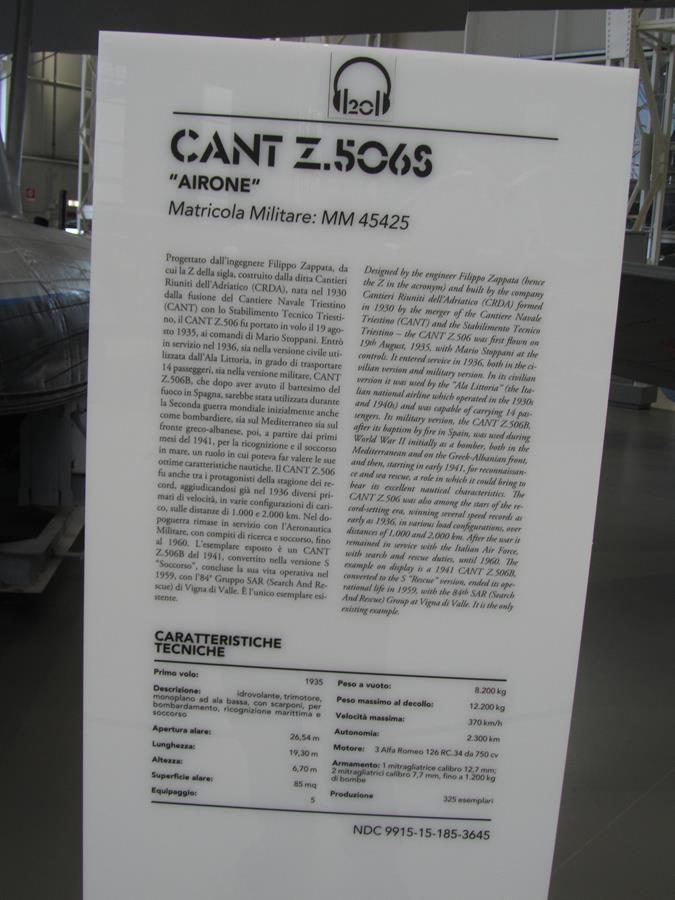 120
CANT Z.506S
“AIRONE”
Matricola Militare: MM 45425
Progettato dall'ingegnere Filippo Zappata, da
cui la Z della sigla, costruito dalla ditta Cantieri
Riuniti dell'Adriatico (CRDA), nata nel 1930
dalla fusione del Cantiere Navale Triestino
(CANT) con lo Stabilimento Tecnico Triesti-
no, il CANT Z.506 fu portato in volo il 19 ago-
sto 1935, ai comandi di Mario Stoppani. Entrò
in servizio nel 1936, sia nella versione civile uti-
lizzata dall'Ala Littoria, in grado di trasportare
14 passeggeri, sia nella versione militare, CANT
Z.506B, che dopo aver avuto il battesimo del
fuoco in Spagna, sarebbe stata utilizzata durante
la Seconda guerra mondiale inizialmente anche
come bombardiere, sia sul Mediterraneo sia sul
fronte greco-albanese, poi, a partire dai primi
mesi del 1941, per la ricognizione e il soccorso
in mare, un ruolo in cui poteva far valere le sue
ottime caratteristiche nautiche. Il CANT Z.506
fu anche tra i protagonisti della stagione dei re-
cord, aggiudicandosi già nel 1936 diversi pri-
mati di velocità, in varie configurazioni di cari-
co, sulle distanze di 1.000 e 2.000 km. Nel do-
poguerra rimase in servizio con l'Aeronautica
Militare, con compiti di ricerca e soccorso, fino
al 1960. L'esemplare esposto è un CANT
Z.506B del 1941, convertito nella versione S
“Soccorso”, concluse la sua vita operativa nel
1959, con l'84° Gruppo SAR (Search And Re-
scue) di Vigna di Valle. È l'unico esemplare esi-
stente.
Designed by the engineer Filippo Zappata (hence
the Z in the acronym) and built by the company
Cantieri Riuniti dell'Adriatico (CRDA) formed
in 1930 by the merger of the Cantiere Navale
Triestino (CANT) and the Stabilimento Tecnico
Triestino – the CANT Z.506 was first flown on
19th August, 1935, with Mario Stoppani at the
controls. It entered service in 1936, both in the ci-
vilian version and military version. In its civilian
version it was used by the "Ala Littoria" (the Ita-
lian national airline which operated in the 1930s
and 1940s) and was capable of carrying 14 pas-
sengers. Its military version, the CANT Z.506B,
after its baptism by fire in Spain, was used during
World War II initially as a bomber, both in the
Mediterranean and on the Greek-Albanian front,
and then, starting in early 1941, for reconnaissan-
ce and sea rescue, a role in which it could bring to
bear its excellent nautical characteristics. The
CANT Z.506 was also among the stars of the re-
cord-setting era, winning several speed records as
early as 1936, in various load configurations, over
distances of 1,000 and 2,000 km. After the war it
remained in service with the Italian Air Force,
with search and rescue duties, until 1960. The
example on display is a 1941 CANT Z.506B,
converted to the S "Rescue" version, ended its ope-
rational life in 1959, with the 84th SAR (Search
And Rescue) Group at Vigna di Valle. It is the only
existing example.
CARATTERISTICHE
TECNICHE
Primo volo: 1935
Descrizione: idrovolante, trimotore,
monoplano ad ala bassa, con scarponi, per
bombardamento, ricognizione marittima e
soccorso
Apertura alare: 26,54 m
Lunghezza: 19,30 m
Altezza: 6,70 m
Superficie alare: 85 mq
Equipaggio: 5
Peso a vuoto: 8.200 kg
Peso massimo al decollo: 12.200 kg
Velocità massima: 370 km/h
Autonomia: 2.300 km
Motore: 3 Alfa Romeo 126 RC.34 da 750 cv
Armamento: 1 mitragliatrice calibro 12,7 mm;
2 mitragliatrici calibro 7,7 mm, fino a 1.200 kg
di bombe
Produzione 325 esemplari
NDC 9915-15-185-3645